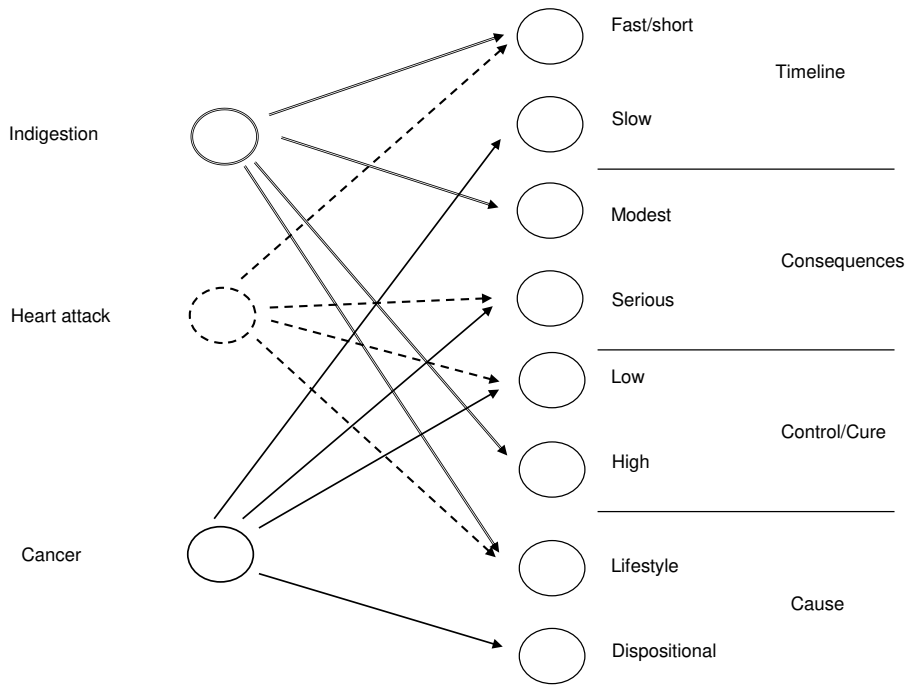 Fast/short
Timeline
Indigestion
Slow
Modest
Consequences
Heart attack
Serious
Low
Control/Cure
High
Cancer
Lifestyle
Cause
Dispositional